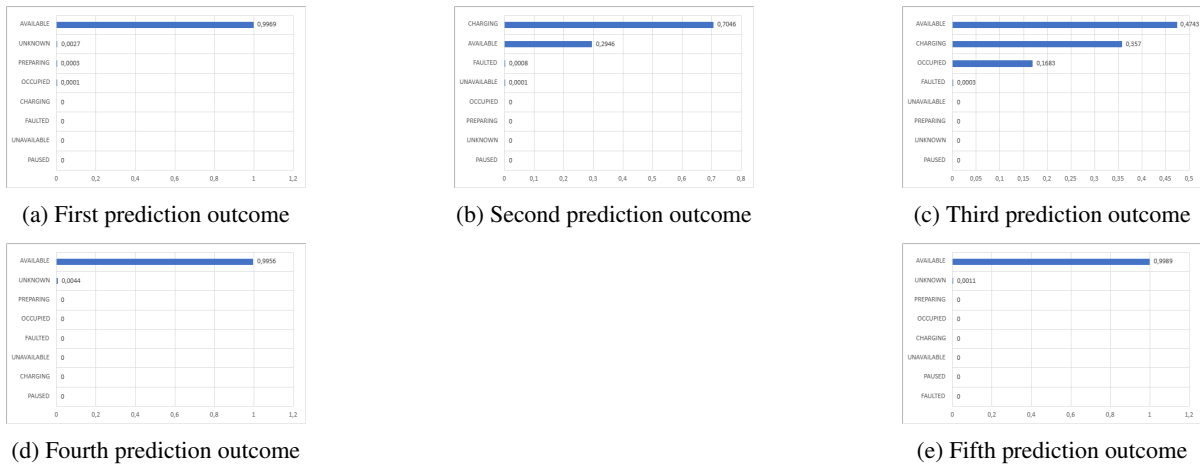 AVAILABLE 0,9969
UNKNOWN 0,0027
PREPARING 0,0003
OCCUPIED 0,0001
CHARGING 0
FAULTED 0
UNAVAILABLE 0
PAUSED 0
0 0,2 0,4 0,6 0,8 1 1,2
(a) First prediction outcome
CHARGING 0,7046
AVAILABLE 0,2946
FAULTED 0,0008
UNAVAILABLE 0,0001
OCCUPIED 0
PREPARING 0
UNKNOWN 0
PAUSED 0
0 0,1 0,2 0,3 0,4 0,5 0,6 0,7 0,8
(b) Second prediction outcome
AVAILABLE 0,4743
CHARGING 0,357
OCCUPIED 0,1683
FAULTED 0,0003
UNAVAILABLE 0
PREPARING 0
UNKNOWN 0
PAUSED 0
0 0,05 0,1 0,15 0,2 0,25 0,3 0,35 0,4 0,45 0,5
(c) Third prediction outcome
AVAILABLE 0,9956
UNKNOWN 0,0044
PREPARING 0
OCCUPIED 0
FAULTED 0
UNAVAILABLE 0
CHARGING 0
PAUSED 0
0 0,2 0,4 0,6 0,8 1 1,2
(d) Fourth prediction outcome
AVAILABLE 0,9989
UNKNOWN 0,0011
PREPARING 0
OCCUPIED 0
CHARGING 0
UNAVAILABLE 0
PAUSED 0
FAULTED 0
0 0,2 0,4 0,6 0,8 1 1,2
(e) Fifth prediction outcome